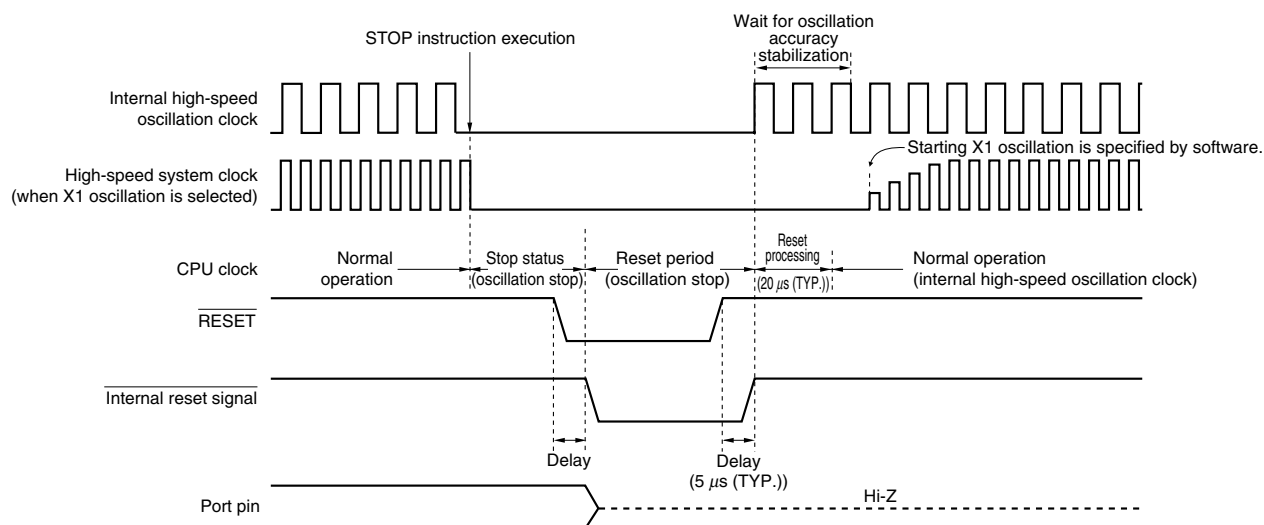 Wait for oscillation
accuracy
stabilization
STOP instruction execution
Internal high-speed
oscillation clock
Starting X1 oscillation is specified by software.
High-speed system clock
(when X1 oscillation is selected)
CPU clock
Normal
operation
Stop status
(oscillation stop)
Reset period
(oscillation stop)
Reset
processing
(20 μs (TYP.))
Normal operation
(internal high-speed oscillation clock)
RESET
Internal reset signal
Delay
Delay
(5 μs (TYP.))
Port pin
Hi-Z